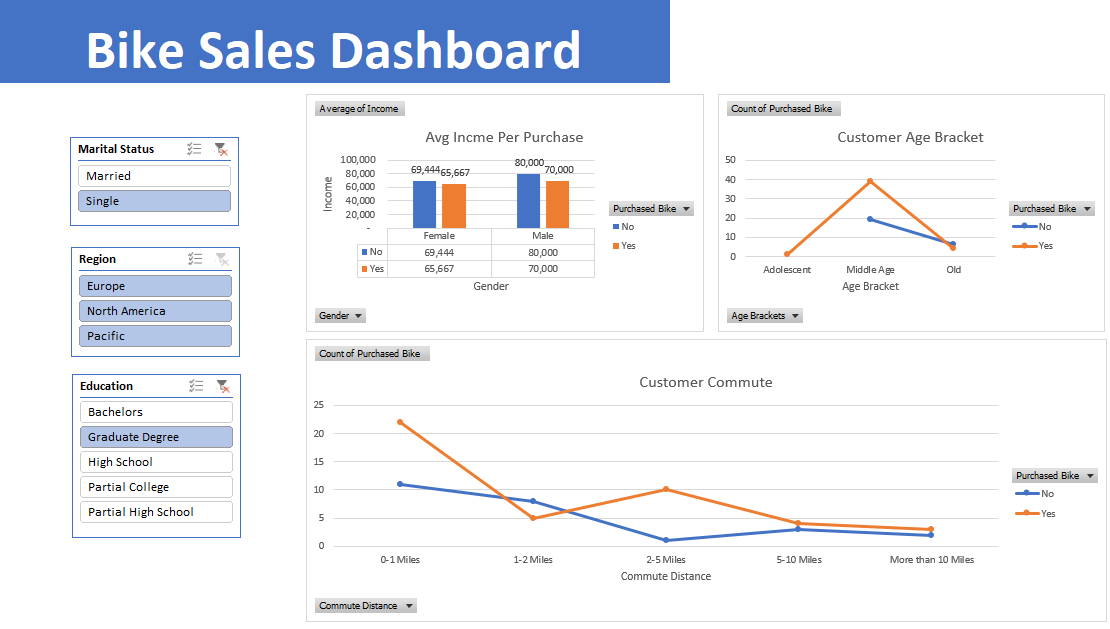 Bike Sales Dashboard
Marital Status
Married
Single
Region
Europe
North America
Pacific
Education
Bachelors
Graduate Degree
High School
Partial College
Partial High School
Average of Income
Avg Incme Per Purchase
Income
100,000
80,000
60,000
40,000
20,000
-
69,444
65,667
80,000
70,000
Female Male
No 69,444 80,000
Yes 65,667 70,000
Gender
Purchased Bike
No
Yes
Gender
Count of Purchased Bike
Customer Age Bracket
50
40
30
20
10
0
Adolescent Middle Age Old
Age Bracket
Purchased Bike
No
Yes
Age Brackets
Count of Purchased Bike
Customer Commute
25
20
15
10
5
0
0-1 Miles 1-2 Miles 2-5 Miles 5-10 Miles More than 10 Miles
Commute Distance
Purchased Bike
No
Yes
Commute Distance